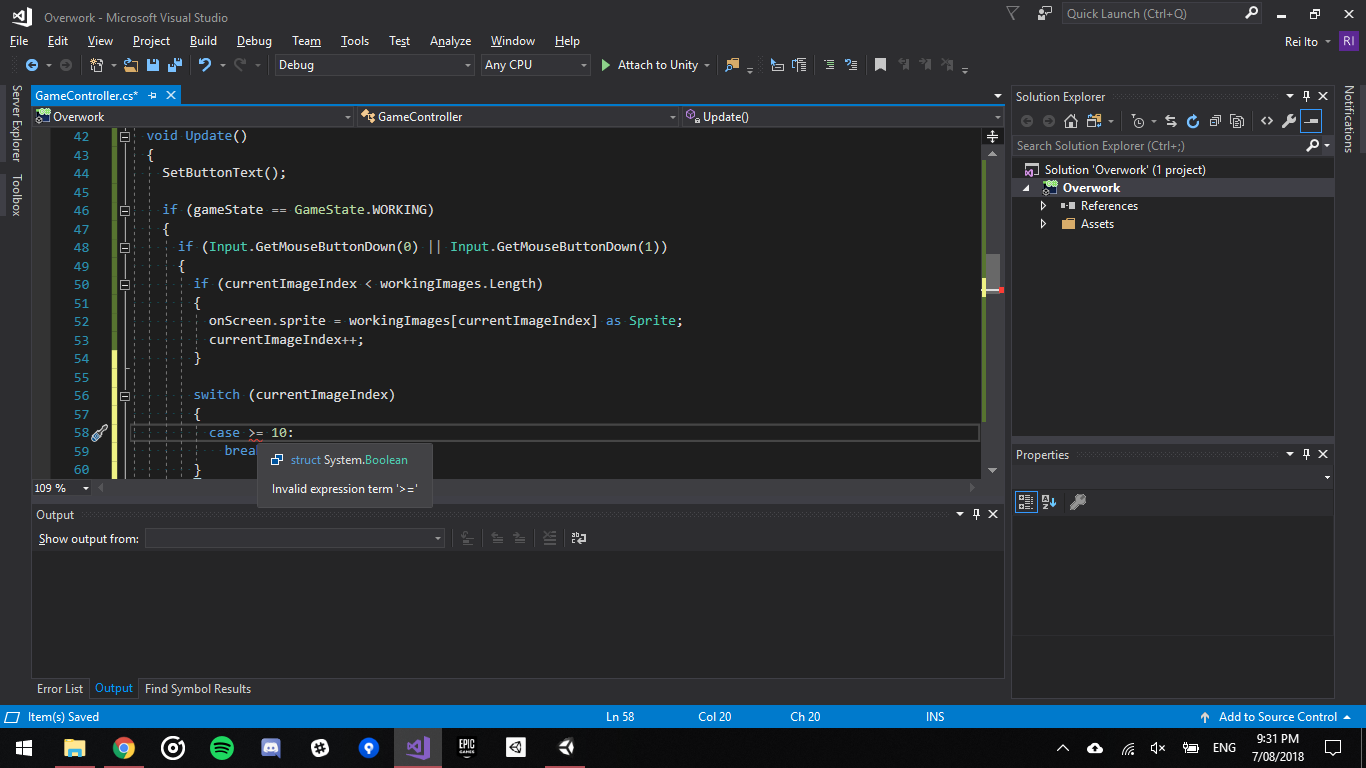 Overwork - Microsoft Visual Studio
Quick Launch (Ctrl+Q)
File Edit View Project Build Debug Team Tools Test Analyze Window Help
Rei Ito RI
Debug Any CPU Attach to Unity
Server Explorer
Toolbox
Notifications
GameController.cs*
Overwork GameController Update()
42 void Update()
43 {
44 SetButtonText();
45
46 if (gameState == GameState.WORKING)
47 {
48 if (Input.GetMouseButtonDown(0) || Input.GetMouseButtonDown(1))
49 {
50 if (currentImageIndex < workingImages.Length)
51 {
52 onScreen.sprite = workingImages[currentImageIndex] as Sprite;
53 currentImageIndex++;
54 }
55
56 switch (currentImageIndex)
57 {
58 case >= 10:
59 brea
60 }
struct System.Boolean
Invalid expression term '>='
109 %
Output
Show output from:
Error List Output Find Symbol Results
Solution Explorer
Search Solution Explorer (Ctrl+;)
Solution 'Overwork' (1 project)
Overwork
References
Assets
Properties
Item(s) Saved Ln 58 Col 20 Ch 20 INS Add to Source Control
EPIC GAMES
ENG
9:31 PM
7/08/2018